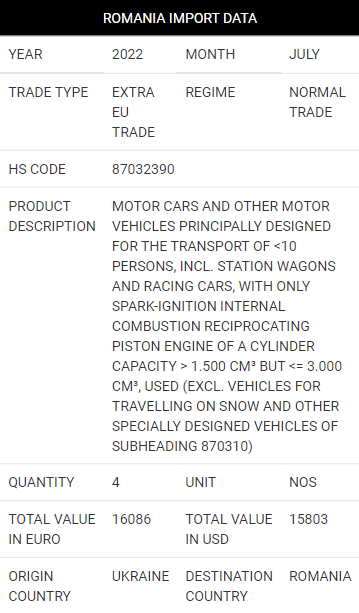 ROMANIA IMPORT DATA
YEAR 2022 MONTH JULY
TRADE TYPE EXTRA REGIME NORMAL
EU TRADE
TRADE
HS CODE 87032390
PRODUCT MOTOR CARS AND OTHER MOTOR
DESCRIPTION VEHICLES PRINCIPALLY DESIGNED
FOR THE TRANSPORT OF <10
PERSONS, INCL. STATION WAGONS
AND RACING CARS, WITH ONLY
SPARK-IGNITION INTERNAL
COMBUSTION RECIPROCATING
PISTON ENGINE OF A CYLINDER
CAPACITY > 1.500 CM³ BUT <= 3.000
CM³, USED (EXCL. VEHICLES FOR
TRAVELLING ON SNOW AND OTHER
SPECIALLY DESIGNED VEHICLES OF
SUBHEADING 870310)
QUANTITY 4 UNIT NOS
TOTAL VALUE 16086 TOTAL VALUE 15803
IN EURO IN USD
ORIGIN UKRAINE DESTINATION ROMANIA
COUNTRY COUNTRY